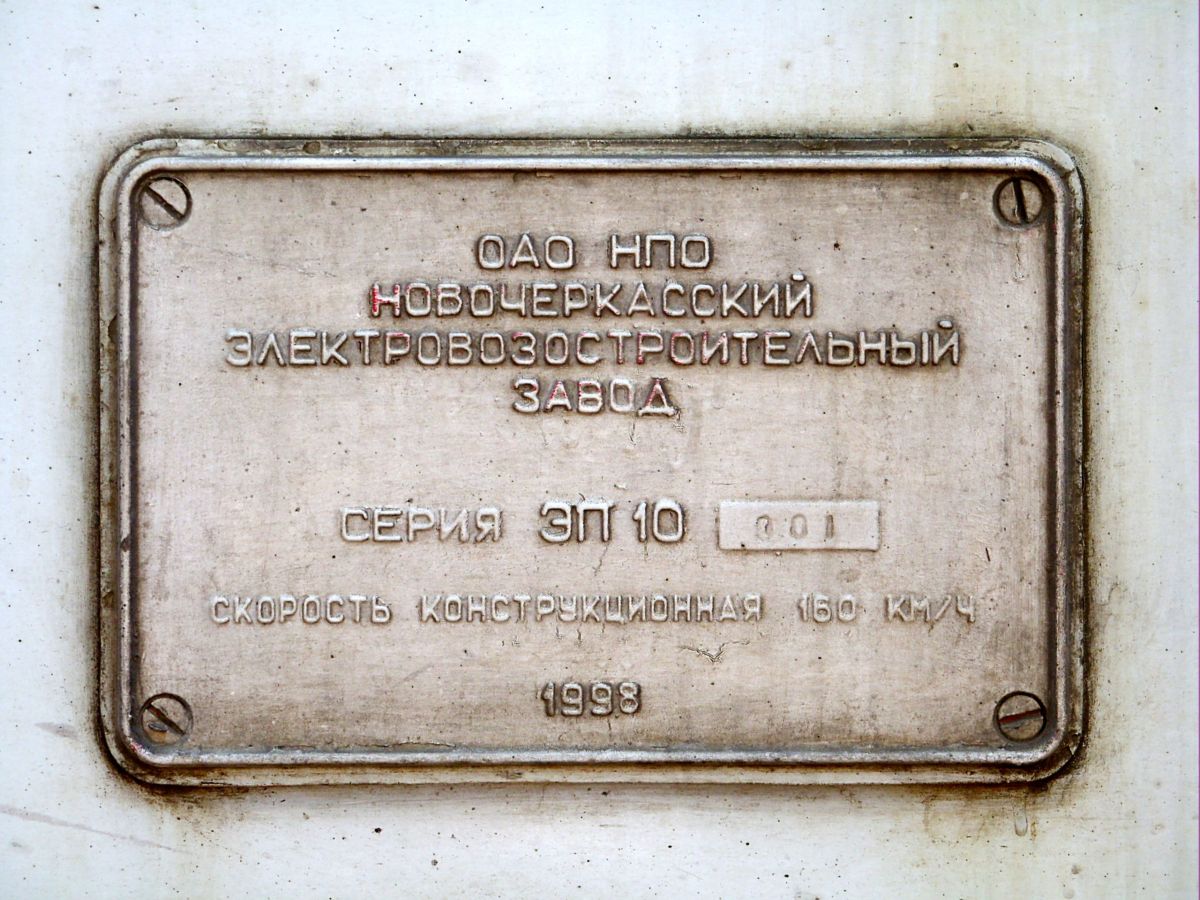 ОАО НПО
НОВОЧЕРКАССКИЙ
ЭЛЕКТРОВОЗОСТРОИТЕЛЬНЫЙ
ЗАВОД
СЕРИЯ ЭП 10 001
СКОРОСТЬ КОНСТРУКЦИОННАЯ 160 КМ/Ч
1998